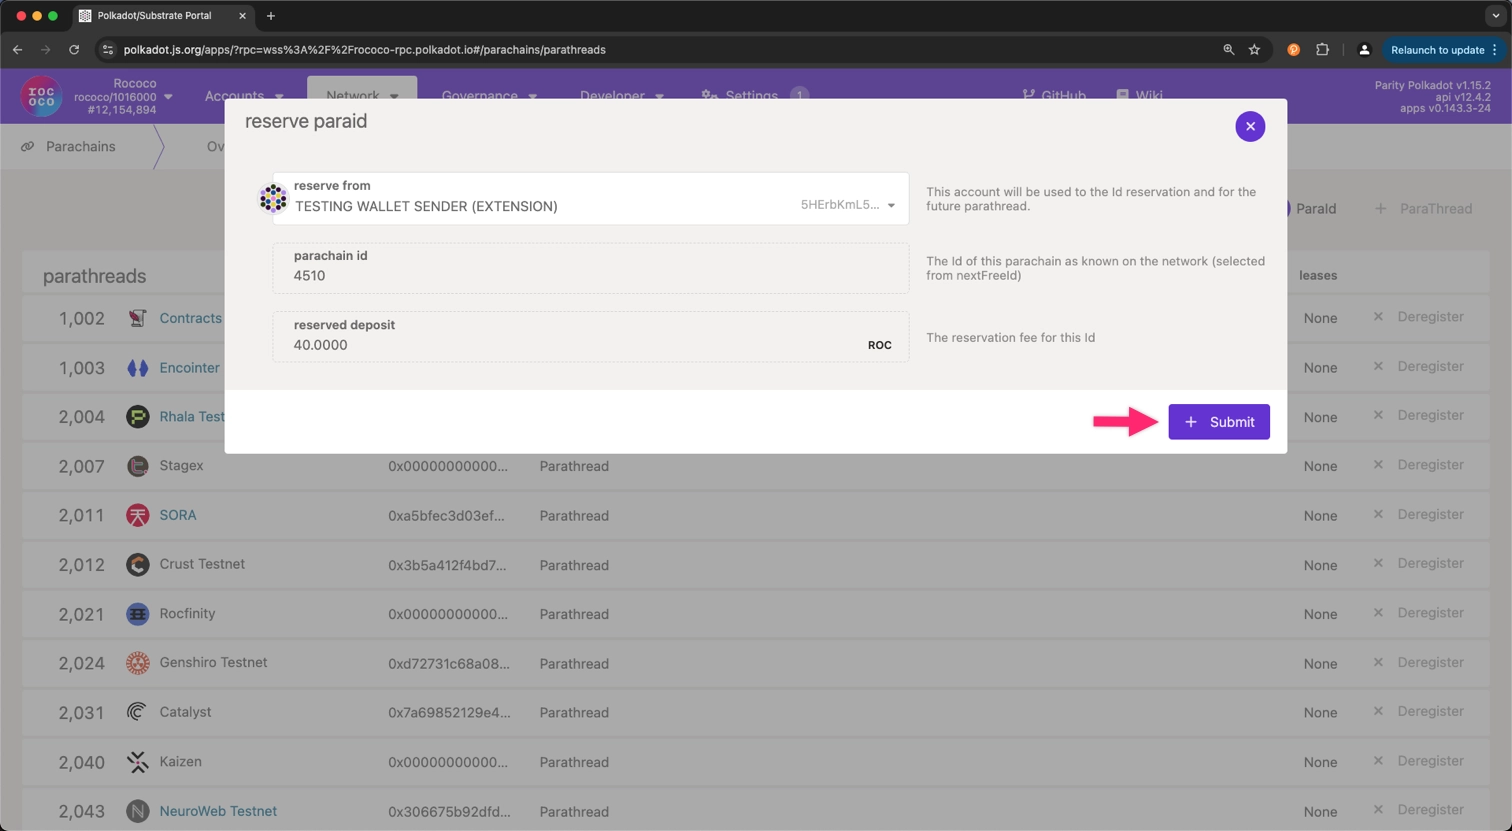 Polkadot/Substrate Portal
polkadot.js.org/apps/?rpc=wss%3A%2F%2Frococo-rpc.polkadot.io#/parachains/parathreads
Relaunch to update
ROC
OCO
Rococo
rococo/1016000
#12,154,894
Accounts
Network
Governance
Developer
Settings
1
GitHub
Wiki
Parity Polkadot v1.15.2
api v12.4.2
apps v0.143.3-24
Parachains
Ov
reserve paraid
reserve from
TESTING WALLET SENDER (EXTENSION)
5HErbKmL5...
This account will be used to the Id reservation and for the
future parathread.
parachain id
4510
The Id of this parachain as known on the network (selected
from nextFreeId)
reserved deposit
40.0000
ROC
The reservation fee for this Id
+ Submit
ParaId
+ ParaThread
parathreads
leases
1,002 Contracts None Deregister
1,003 Encointer None Deregister
2,004 Rhala Test None Deregister
2,007 Stagex 0x00000000000... Parathread None Deregister
2,011 SORA 0xa5bfec3d03ef... Parathread None Deregister
2,012 Crust Testnet 0x3b5a412f4bd7... Parathread None Deregister
2,021 Rocfinity 0x00000000000... Parathread None Deregister
2,024 Genshiro Testnet 0xd72731c68a08... Parathread None Deregister
2,031 Catalyst 0x7a69852129e4... Parathread None Deregister
2,040 Kaizen 0x00000000000... Parathread None Deregister
2,043 NeuroWeb Testnet 0x306675b92dfd... Parathread None Deregister